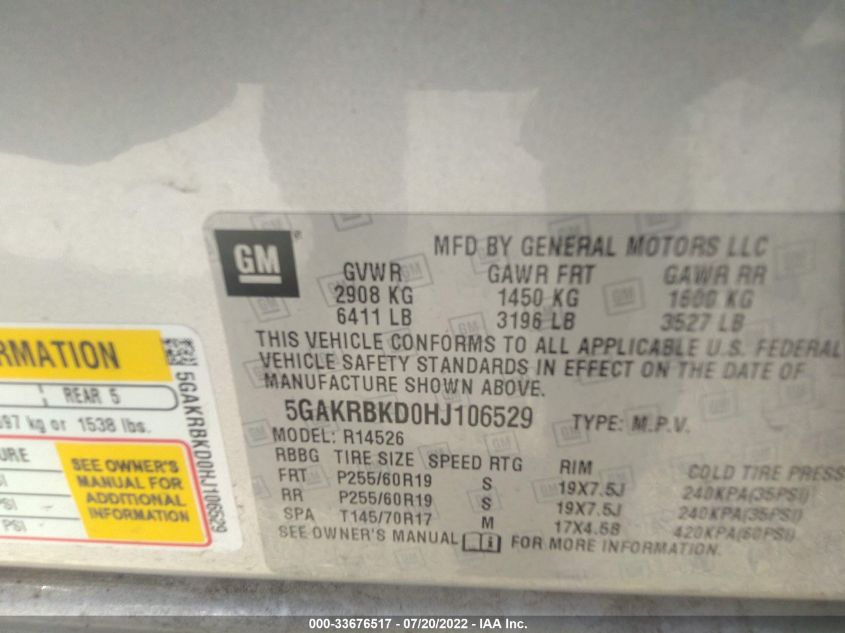 GM
MFD BY GENERAL MOTORS LLC
GVWR GAWR FRT GAWR RR
2908 KG 1450 KG 1600 KG
6411 LB 3196 LB 3527 LB
THIS VEHICLE CONFORMS TO ALL APPLICABLE U.S. FEDERAL
VEHICLE SAFETY STANDARDS IN EFFECT ON THE DATE OF
MANUFACTURE SHOWN ABOVE.
5GAKRBKD0HJ106529 TYPE: M.P.V.
MODEL: R14526
RBBG TIRE SIZE SPEED RTG RIM COLD TIRE PRESS
FRT P255/60R19 S 19X7.5J 240KPA(35PSI)
RR P255/60R19 S 19X7.5J 240KPA(35PSI)
SPA T145/70R17 M 17X4.5B 420KPA(60PSI)
SEE OWNER'S MANUAL FOR MORE INFORMATION.
RMATION
REAR 5
97 kg or 1538 lbs.
URE
SEE OWNER'S
MANUAL FOR
ADDITIONAL
INFORMATION
PSI
5GAKRBKD0HJ106529
000-33676517 - 07/20/2022 - IAA Inc.